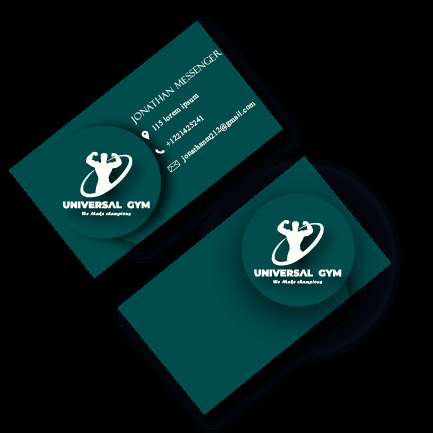 JONATHAN MESSENGER
115 lorem ipsum
+1221425241
jonathanm212@gmail.com
UNIVERSAL GYM
We Make champions
UNIVERSAL GYM
We Make champions